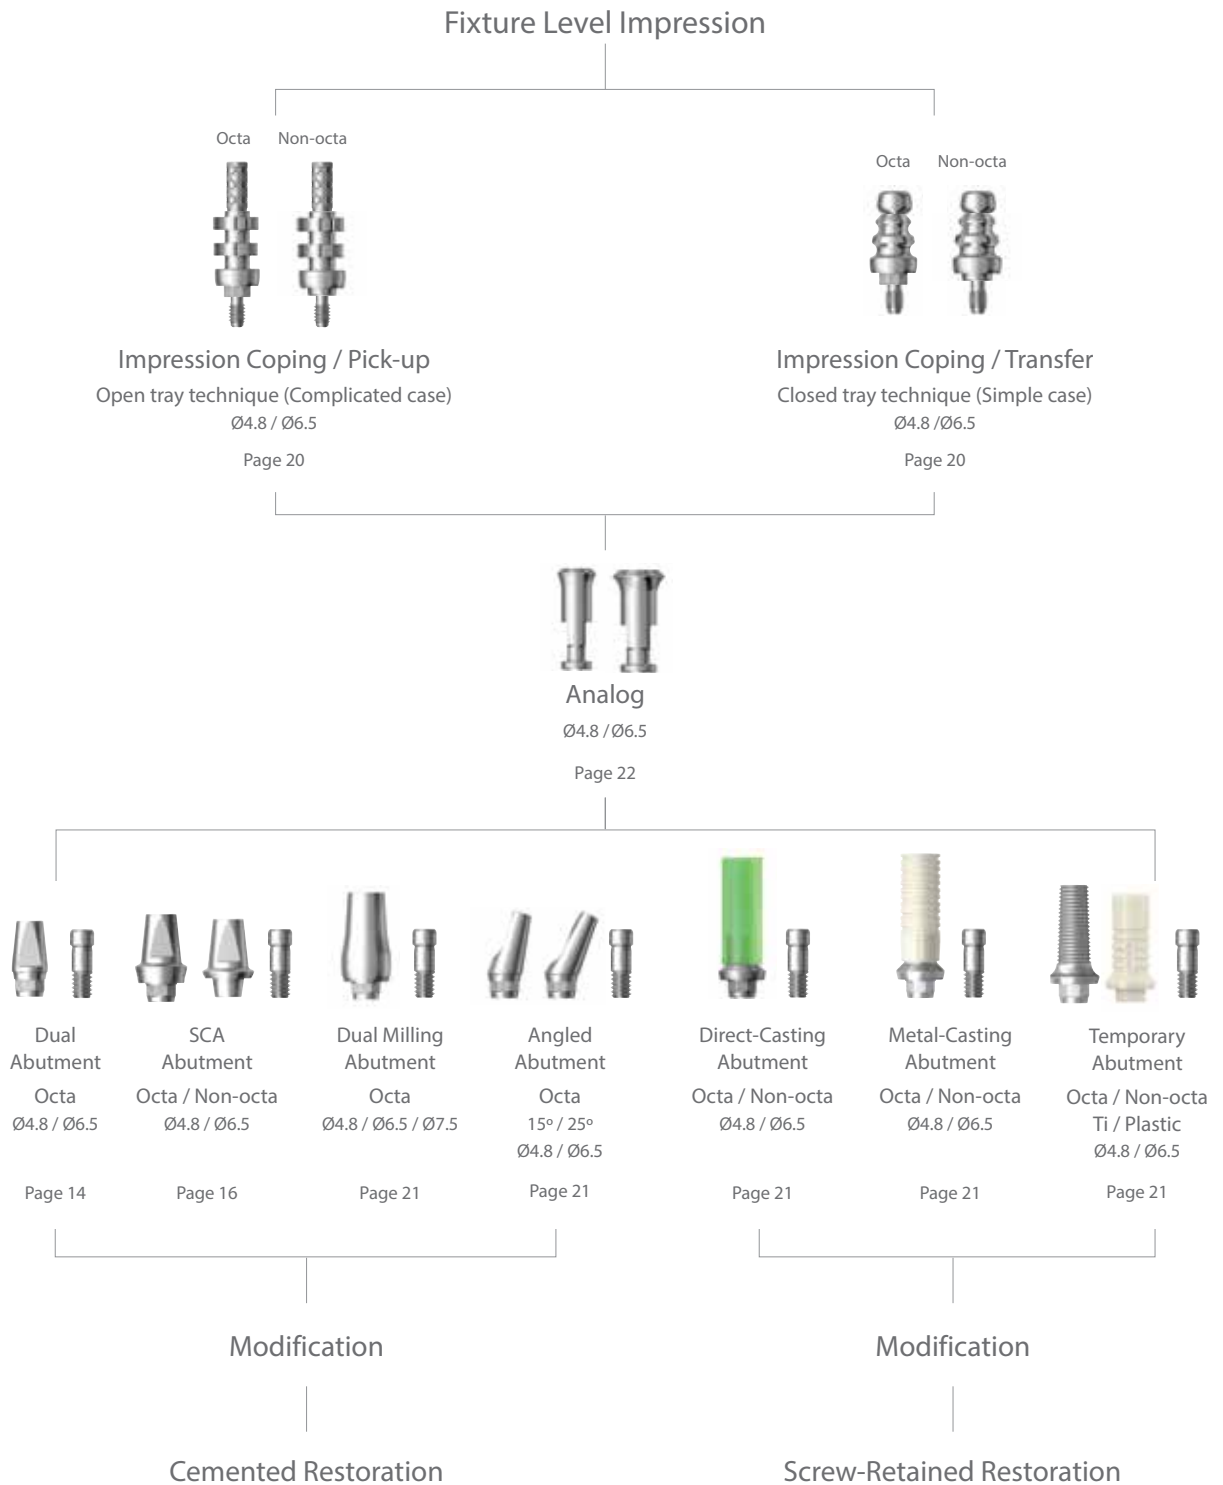 Fixture Level Impression
Octa Non-octa
Octa Non-octa
Impression Coping / Pick-up
Open tray technique (Complicated case)
Ø4.8 / Ø6.5
Page 20
Impression Coping / Transfer
Closed tray technique (Simple case)
Ø4.8 /Ø6.5
Page 20
Analog
Ø4.8 / Ø6.5
Page 22
Dual
Abutment
Octa
Ø4.8 / Ø6.5
Page 14
SCA
Abutment
Octa / Non-octa
Ø4.8 / Ø6.5
Page 16
Dual Milling
Abutment
Octa
Ø4.8 / Ø6.5 / Ø7.5
Page 21
Angled
Abutment
Octa
15º / 25º
Ø4.8 / Ø6.5
Page 21
Direct-Casting
Abutment
Octa / Non-octa
Ø4.8 / Ø6.5
Page 21
Metal-Casting
Abutment
Octa / Non-octa
Ø4.8 / Ø6.5
Page 21
Temporary
Abutment
Octa / Non-octa
Ti / Plastic
Ø4.8 / Ø6.5
Page 21
Modification
Cemented Restoration
Modification
Screw-Retained Restoration